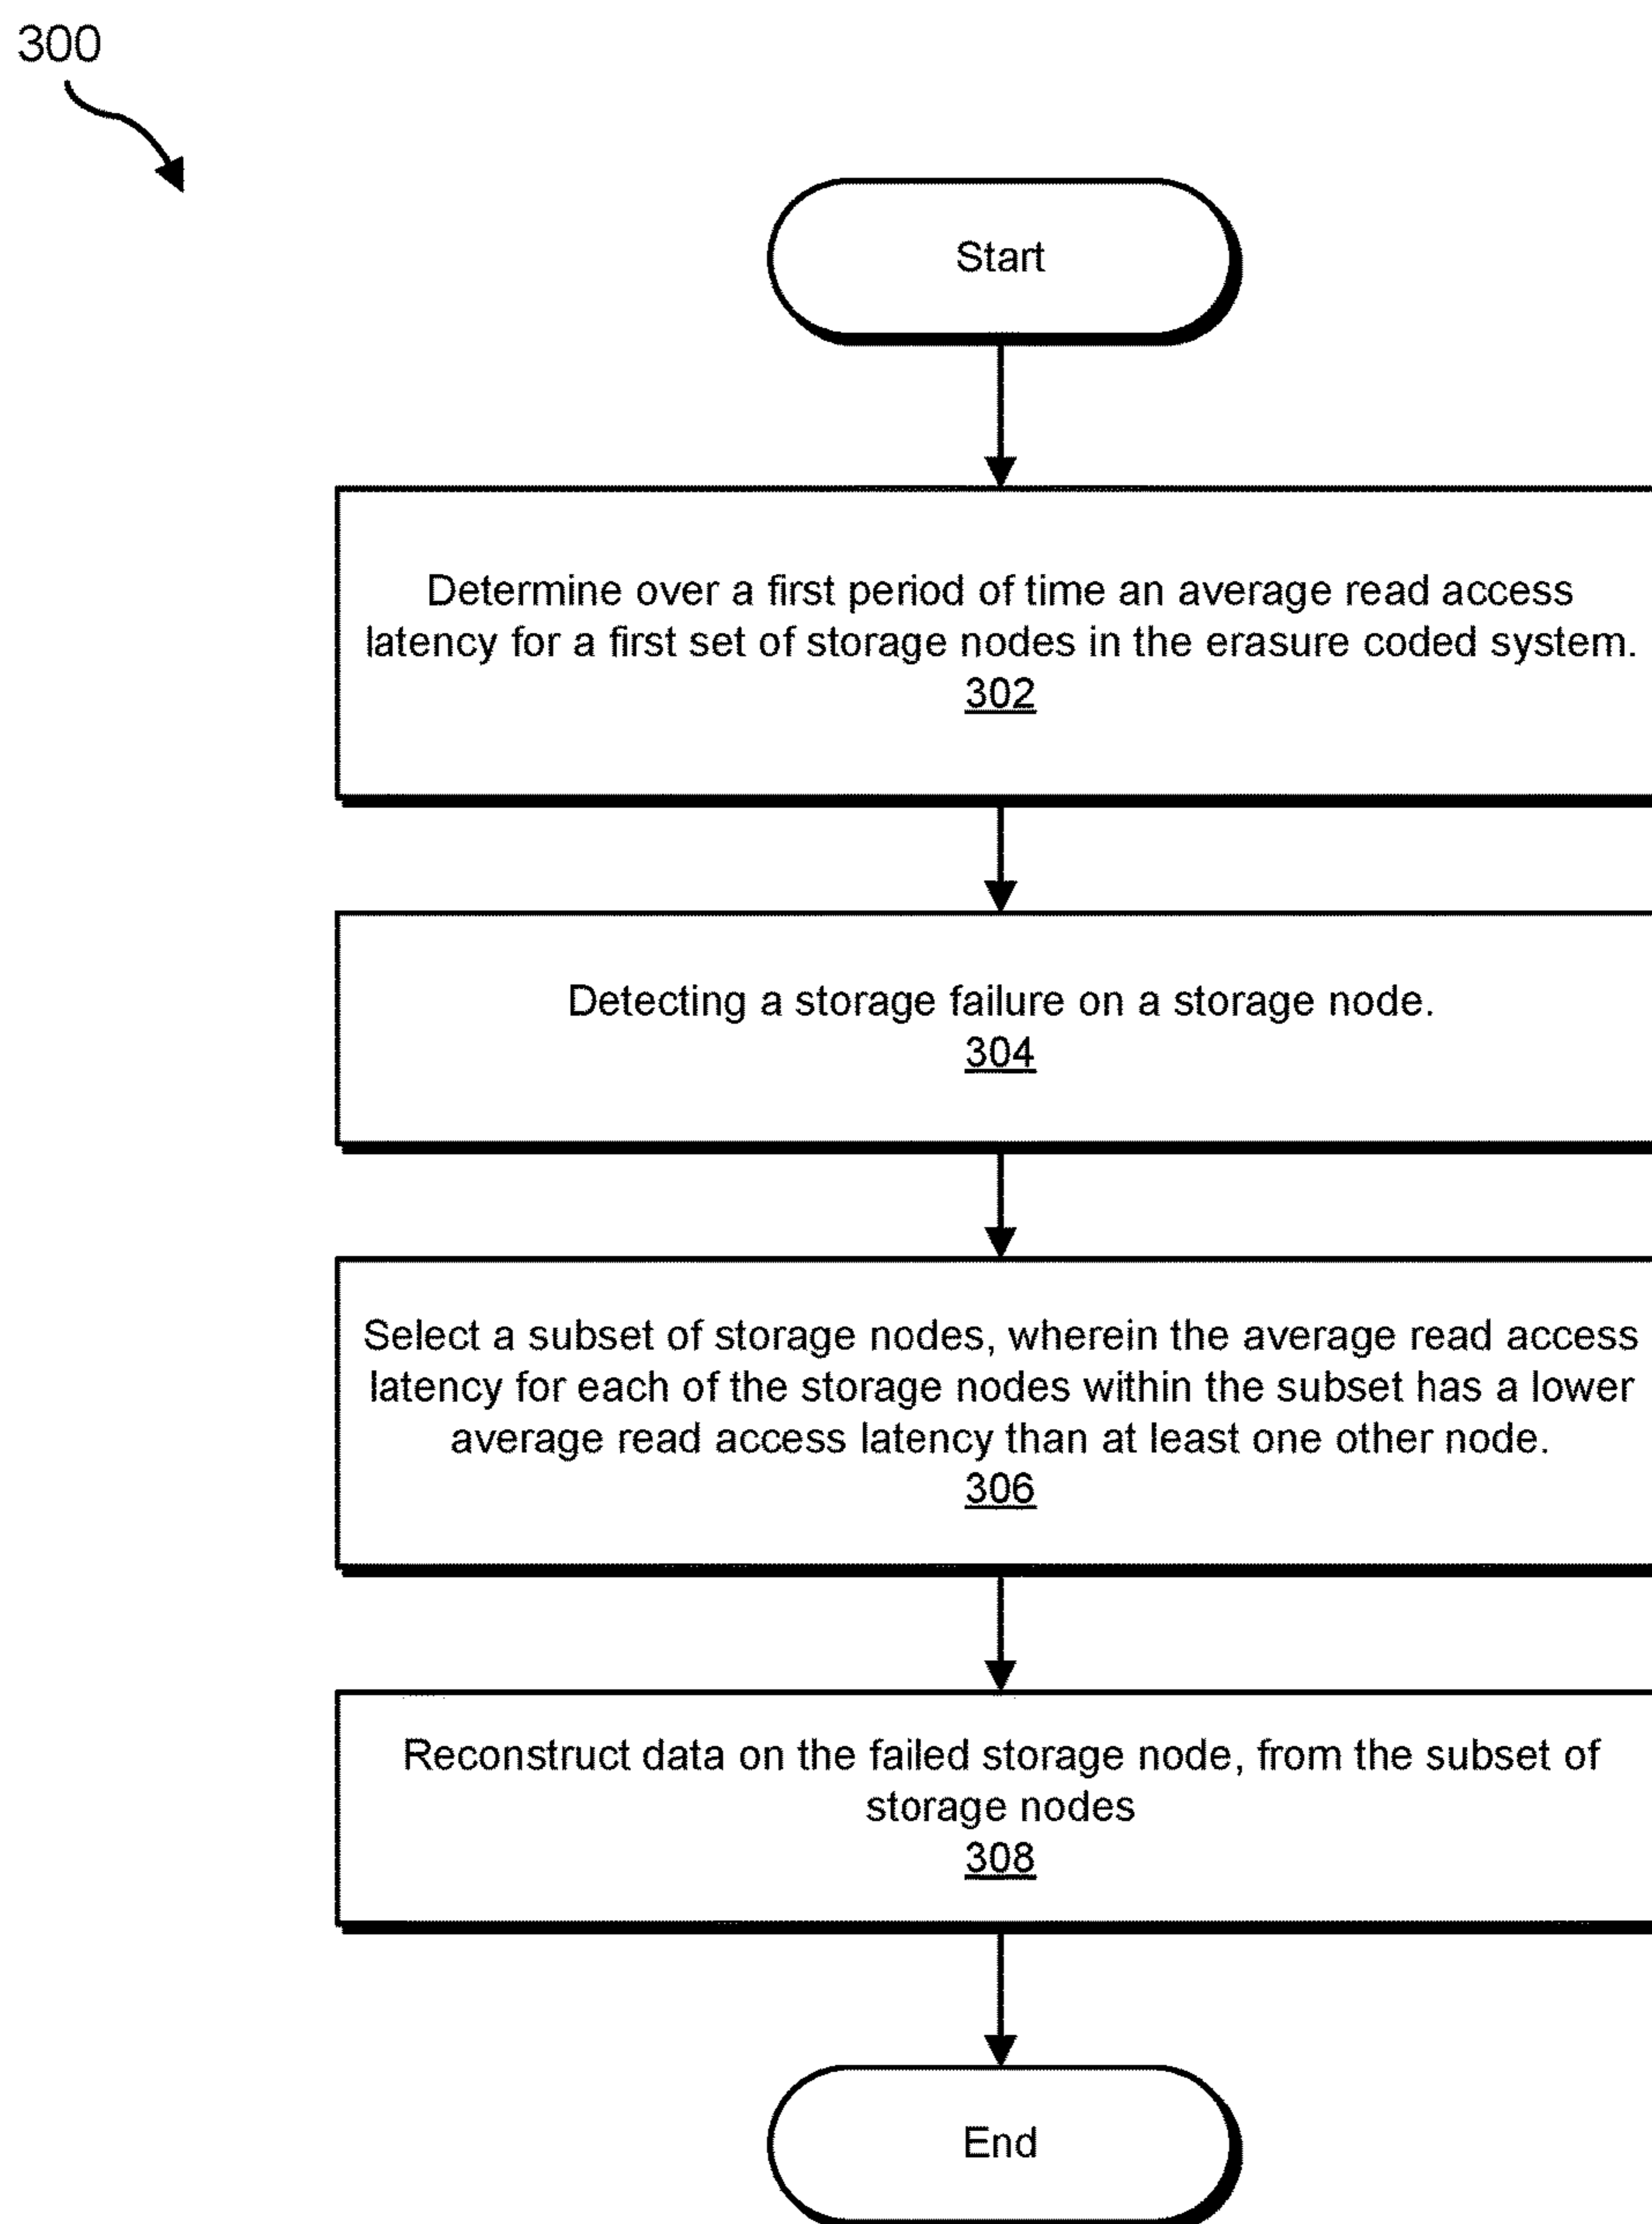 300
Start
Determine over a first period of time an average read access
latency for a first set of storage nodes in the erasure coded system.
302
Detecting a storage failure on a storage node.
304
Select a subset of storage nodes, wherein the average read access
latency for each of the storage nodes within the subset has a lower
average read access latency than at least one other node.
306
Reconstruct data on the failed storage node, from the subset of
storage nodes
308
End